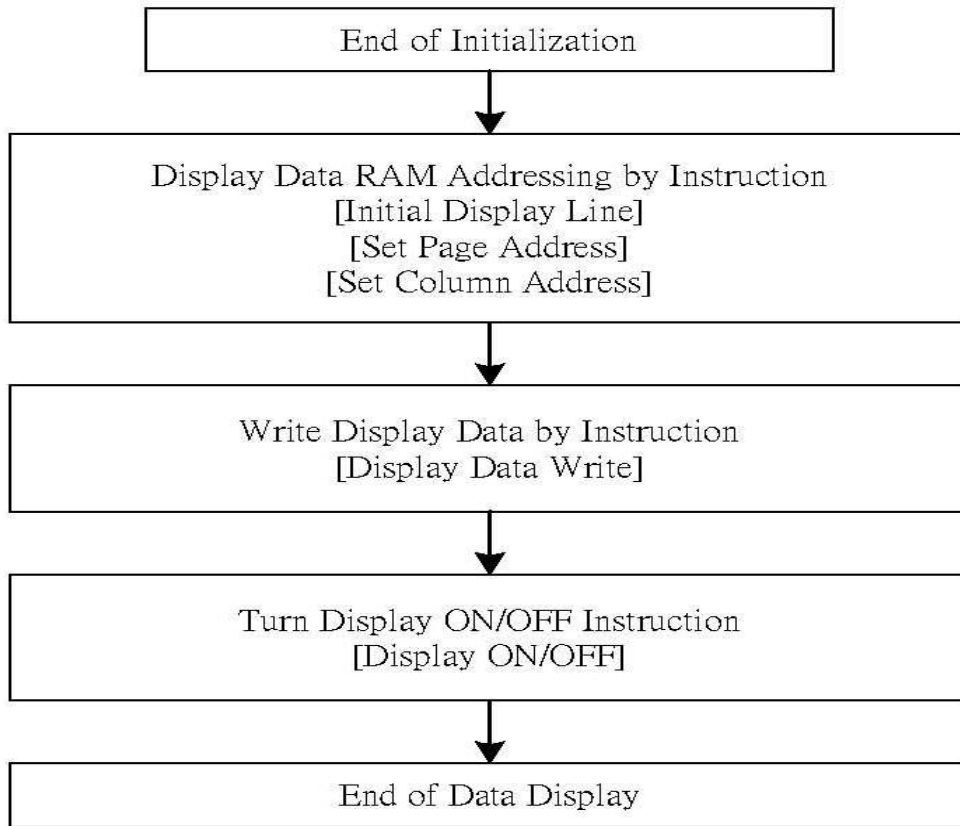 End of Initialization
Display Data RAM Addressing by Instruction
[Initial Display Line]
[Set Page Address]
[Set Column Address]
Write Display Data by Instruction
[Display Data Write]
Turn Display ON/OFF Instruction
[Display ON/OFF]
End of Data Display